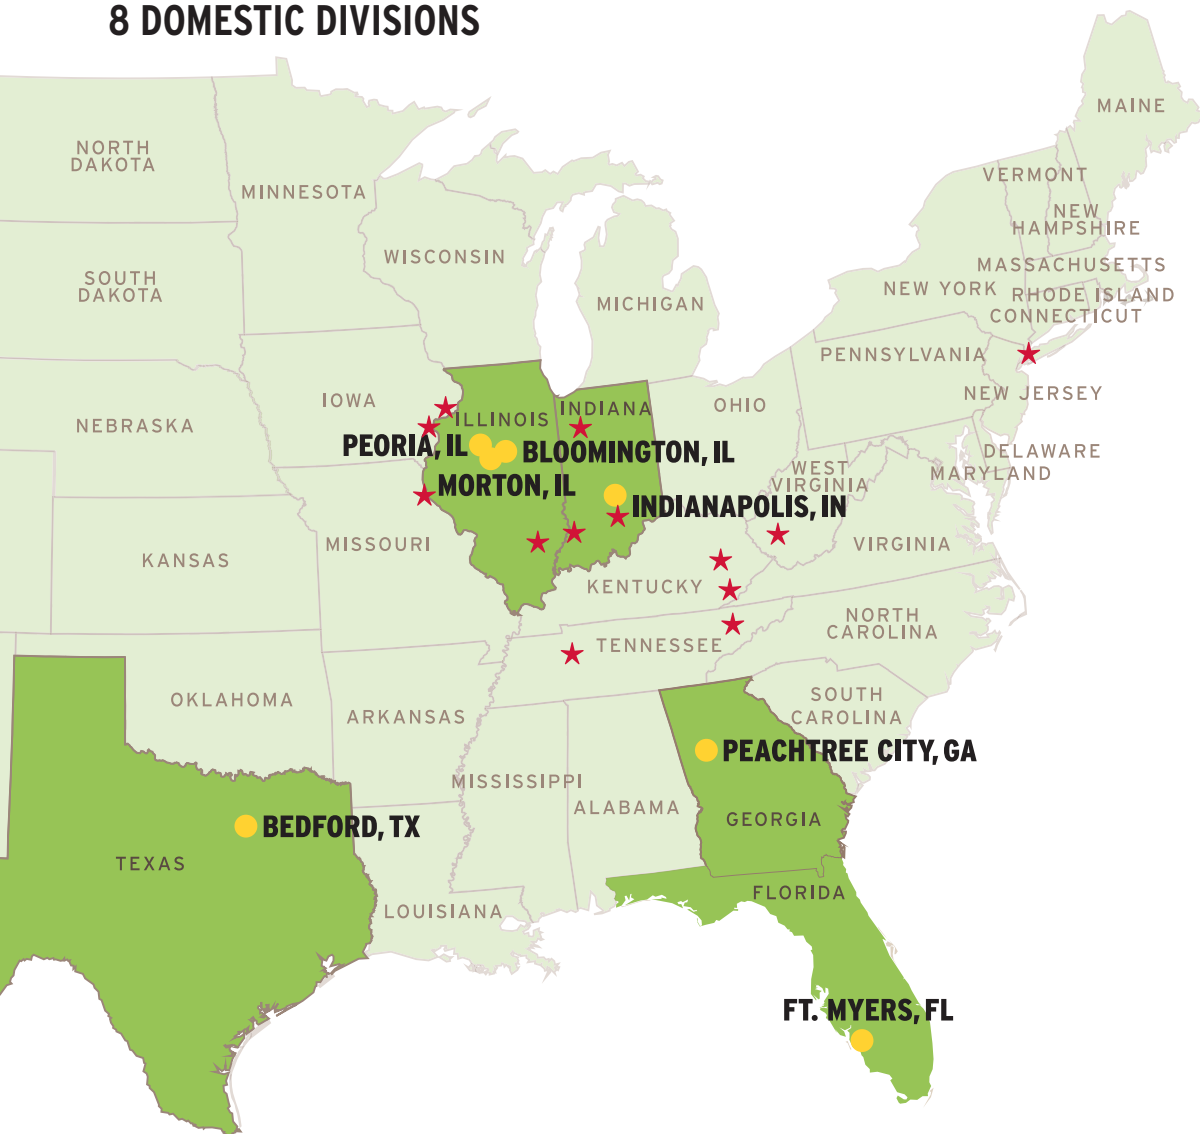 8 DOMESTIC DIVISIONS
MAINE
NORTH
DAKOTA
MINNESOTA
VERMONT
NEW
HAMPSHIRE
WISCONSIN
MASSACHUSETTS
SOUTH
DAKOTA
NEW YORK
RHODE ISLAND
MICHIGAN
CONNECTICUT
PENNSYLVANIA
NEW JERSEY
IOWA
INDIANA
OHIO
ILLINOIS
NEBRASKA
PEORIA, IL
BLOOMINGTON, IL
DELAWARE
WEST
VIRGINIA
MARYLAND
MORTON, IL
INDIANAPOLIS, IN
MISSOURI
VIRGINIA
KANSAS
KENTUCKY
NORTH
CAROLINA
TENNESSEE
OKLAHOMA
SOUTH
CAROLINA
ARKANSAS
PEACHTREE CITY, GA
MISSISSIPPI
ALABAMA
GEORGIA
BEDFORD, TX
TEXAS
FLORIDA
LOUISIANA
FT. MYERS, FL